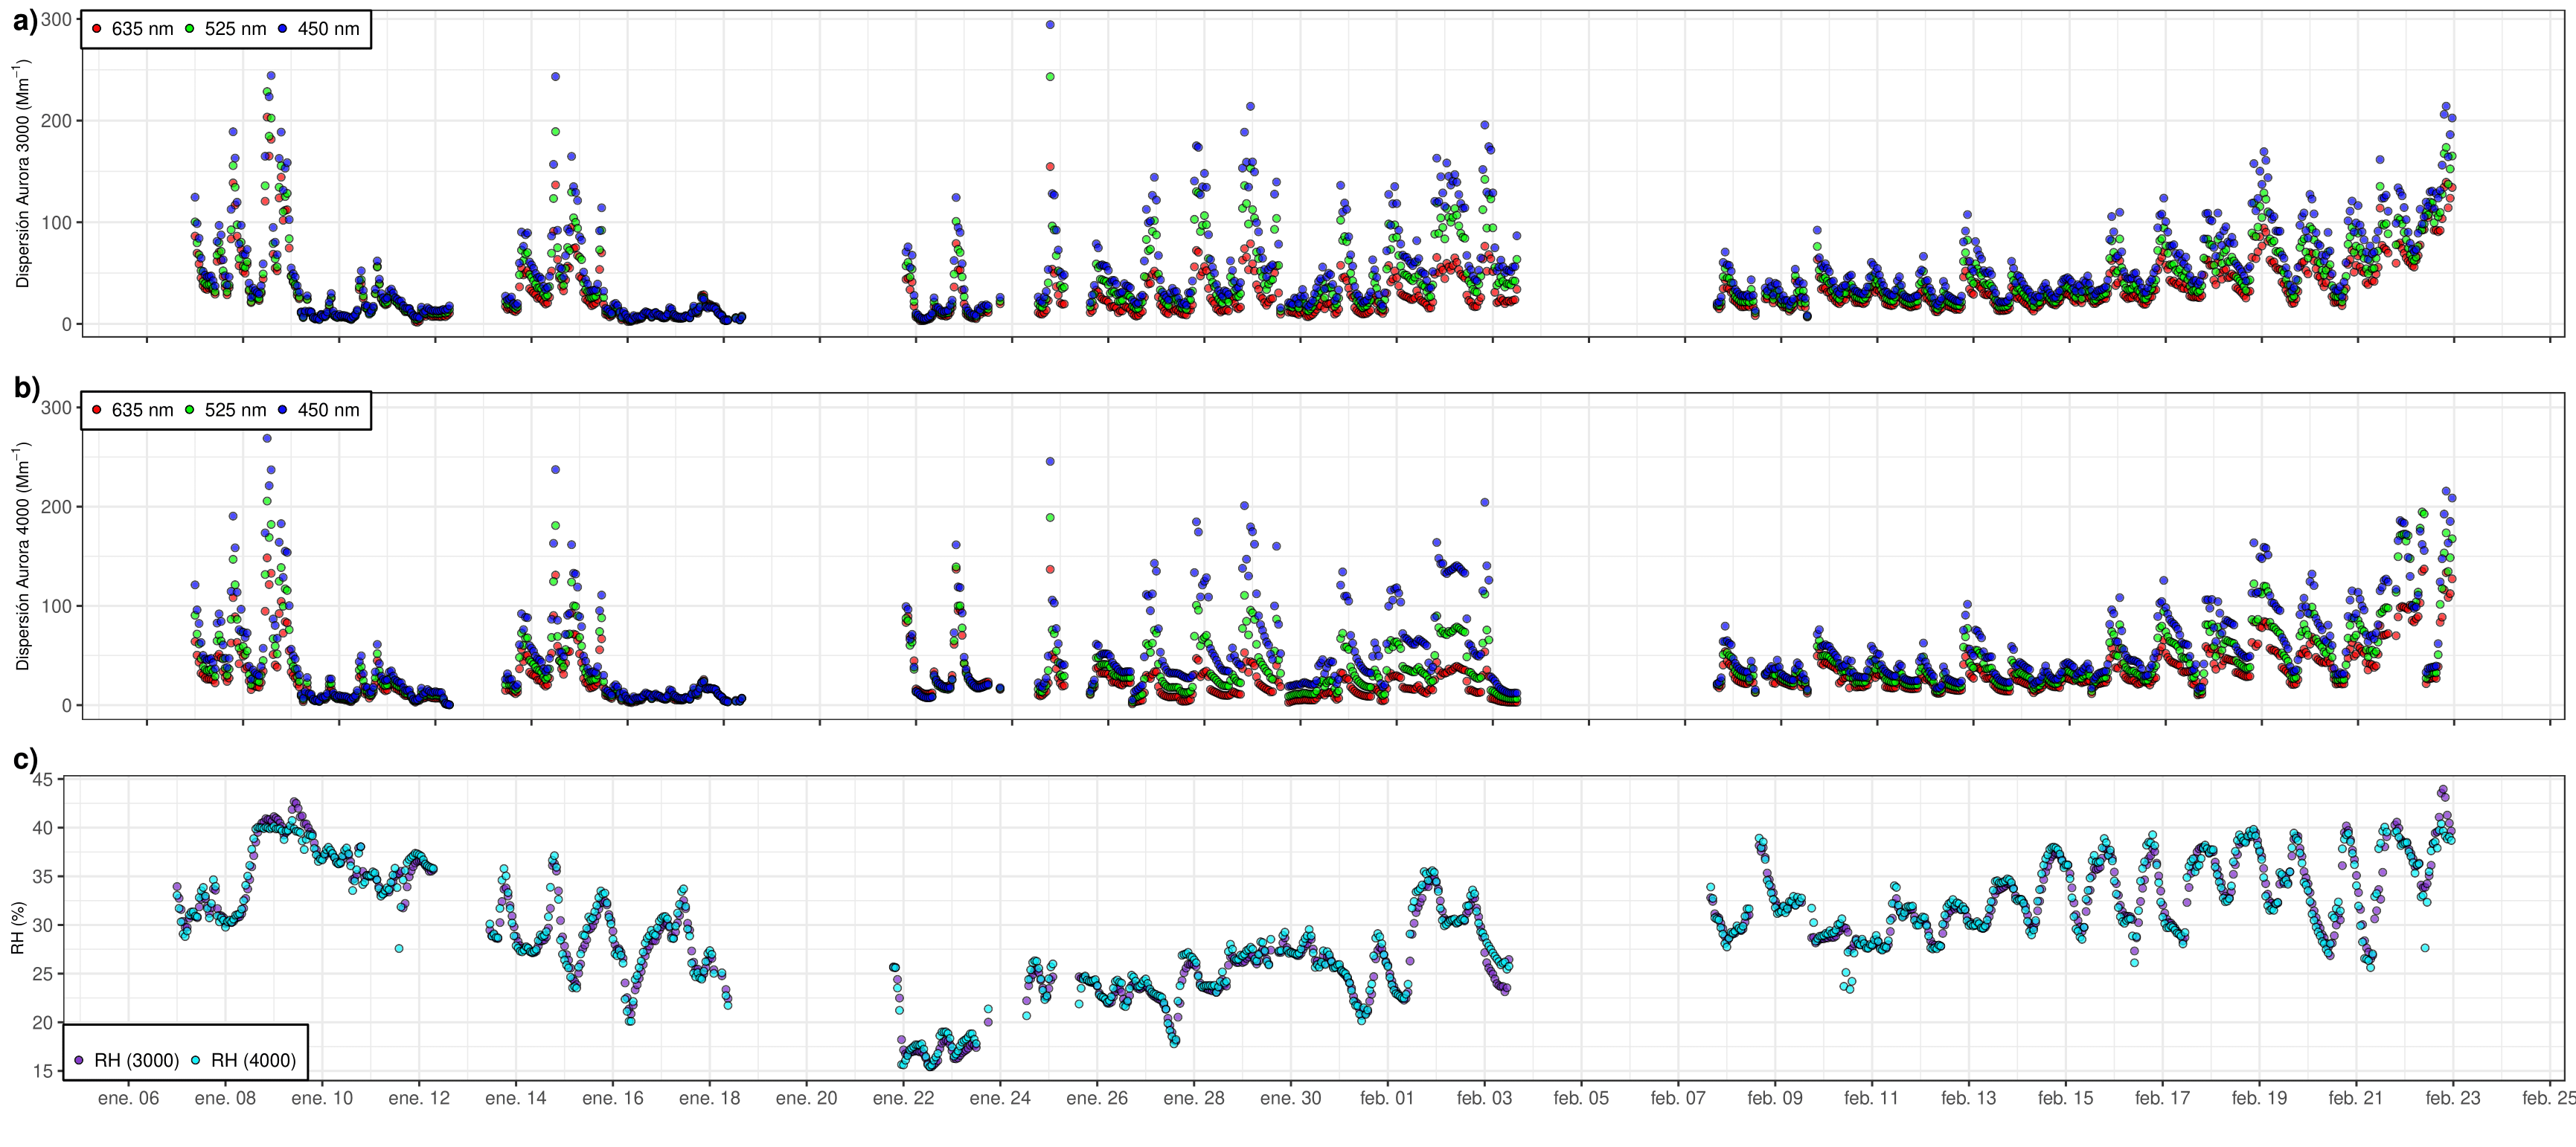 a)
300
635 nm 525 nm 450 nm
200
100
0
Dispersión Aurora 3000 (Mm⁻¹)
b)
300
635 nm 525 nm 450 nm
200
100
0
Dispersión Aurora 4000 (Mm⁻¹)
c)
45
40
35
30
25
20
15
RH (%)
RH (3000) RH (4000)
ene. 06 ene. 08 ene. 10 ene. 12 ene. 14 ene. 16 ene. 18 ene. 20 ene. 22 ene. 24 ene. 26 ene. 28 ene. 30 feb. 01 feb. 03 feb. 05 feb. 07 feb. 09 feb. 11 feb. 13 feb. 15 feb. 17 feb. 19 feb. 21 feb. 23 feb. 25